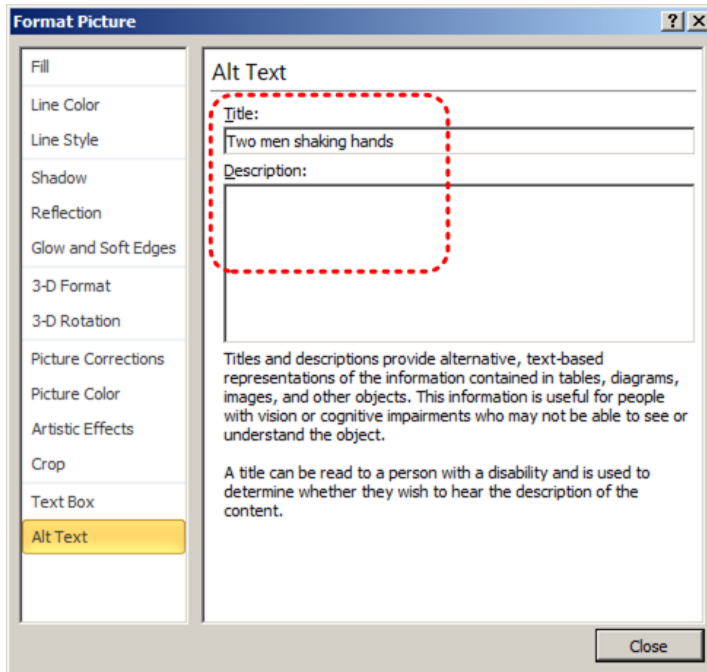 Format Picture
?
X
Fill
Line Color
Line Style
Shadow
Reflection
Glow and Soft Edges
3-D Format
3-D Rotation
Picture Corrections
Picture Color
Artistic Effects
Crop
Text Box
Alt Text
Alt Text
Title:
Two men shaking hands
Description:
Titles and descriptions provide alternative, text-based
representations of the information contained in tables, diagrams,
images, and other objects. This information is useful for people
with vision or cognitive impairments who may not be able to see or
understand the object.
A title can be read to a person with a disability and is used to
determine whether they wish to hear the description of the
content.
Close